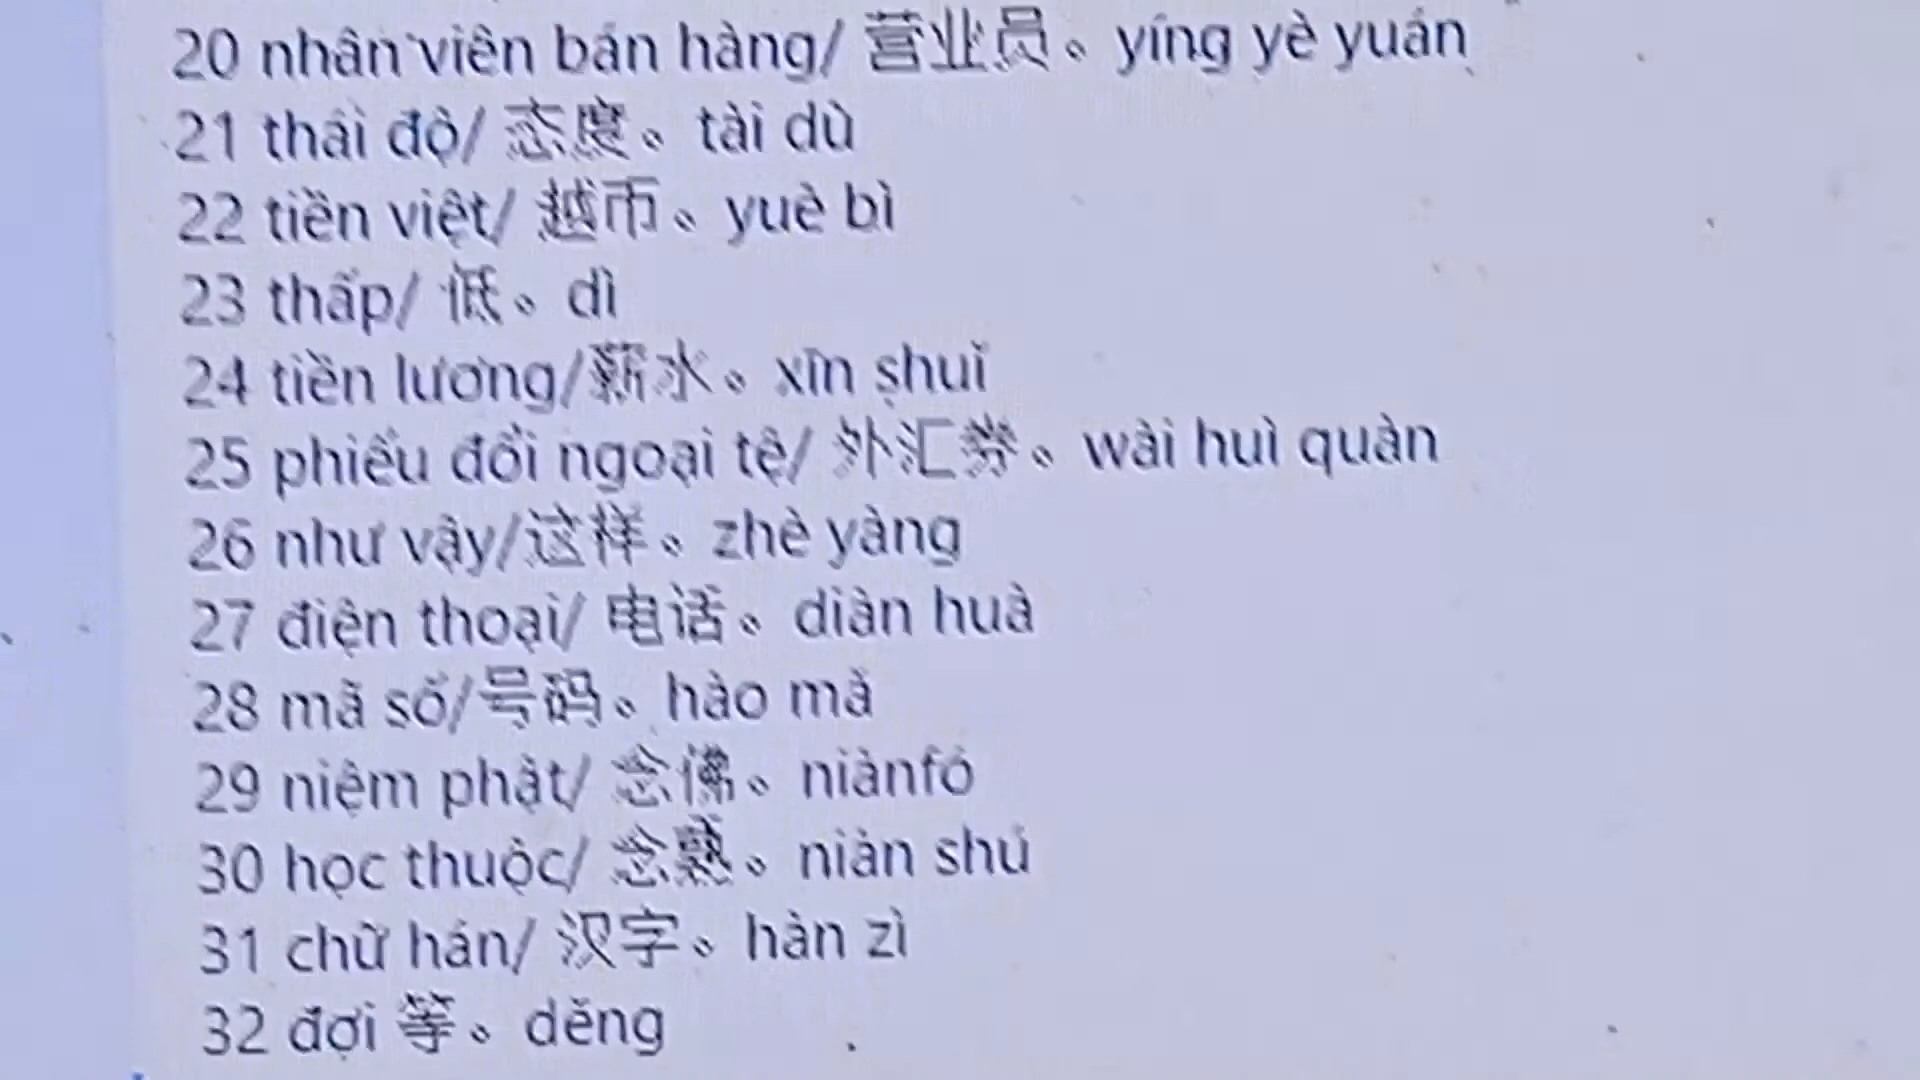 20 nhân viên bán hàng/ 营业员。yíng yè yuán
21 thái độ/ 态度。tài dù
22 tiền việt/ 越币。yuè bì
23 thấp/ 低。dì
24 tiền lương/薪水。xīn shuǐ
25 phiếu đổi ngoại tệ/ 外汇券。wài huì quàn
26 như vậy/这样。zhè yàng
27 điện thoại/ 电话。diàn huà
28 mã số/号码。hào mǎ
29 niệm phật/ 念佛。niànfó
30 học thuộc/ 念熟。niàn shú
31 chữ hán/ 汉字。hàn zì
32 đợi 等。děng